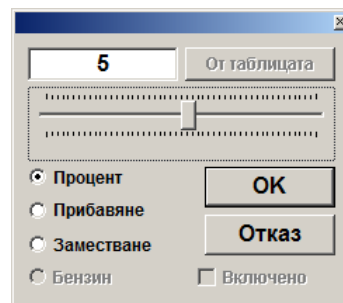 5
От таблицата
Процент
OK
Прибавяне
Отказ
Заместване
Бензин
Включено